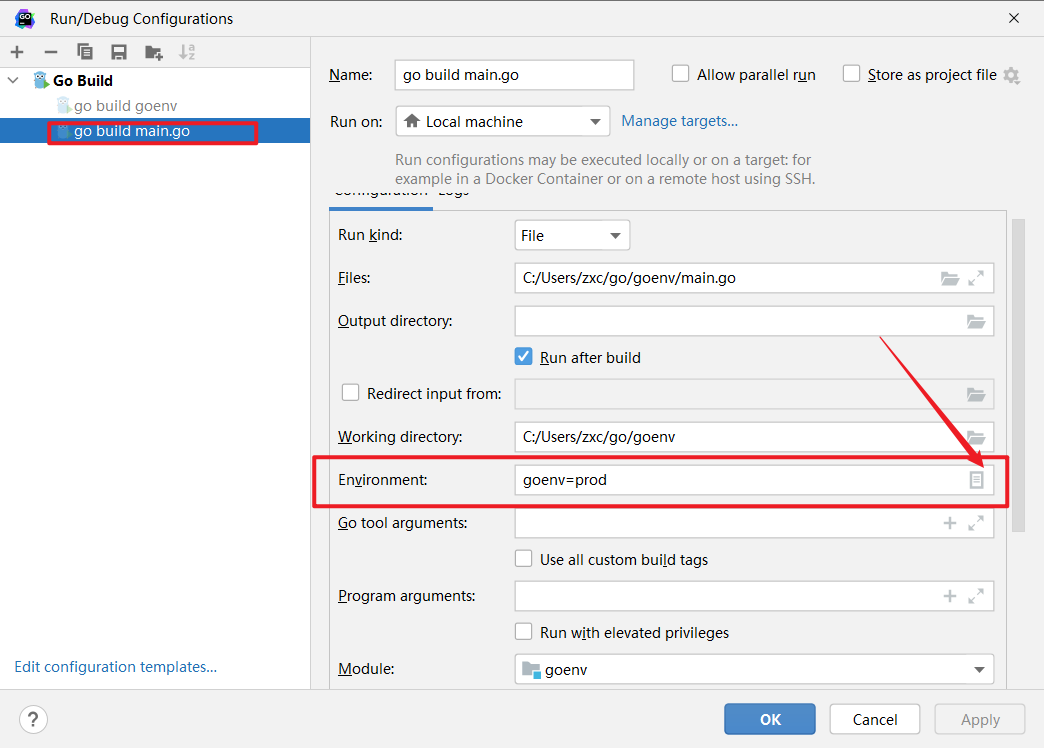 GO
Run/Debug Configurations
Go Build
go build goenv
go build main.go
Edit configuration templates...
Name:
go build main.go
Allow parallel run
Store as project file
Run on:
Local machine
Manage targets...
Run configurations may be executed locally or on a target: for
example in a Docker Container or on a remote host using SSH.
Configuration Logs
Run kind:
File
Files:
C:/Users/zxc/go/goenv/main.go
Output directory:
Run after build
Redirect input from:
Working directory:
C:/Users/zxc/go/goenv
Environment:
goenv=prod
Go tool arguments:
Use all custom build tags
Program arguments:
Run with elevated privileges
Module:
goenv
?
OK
Cancel
Apply